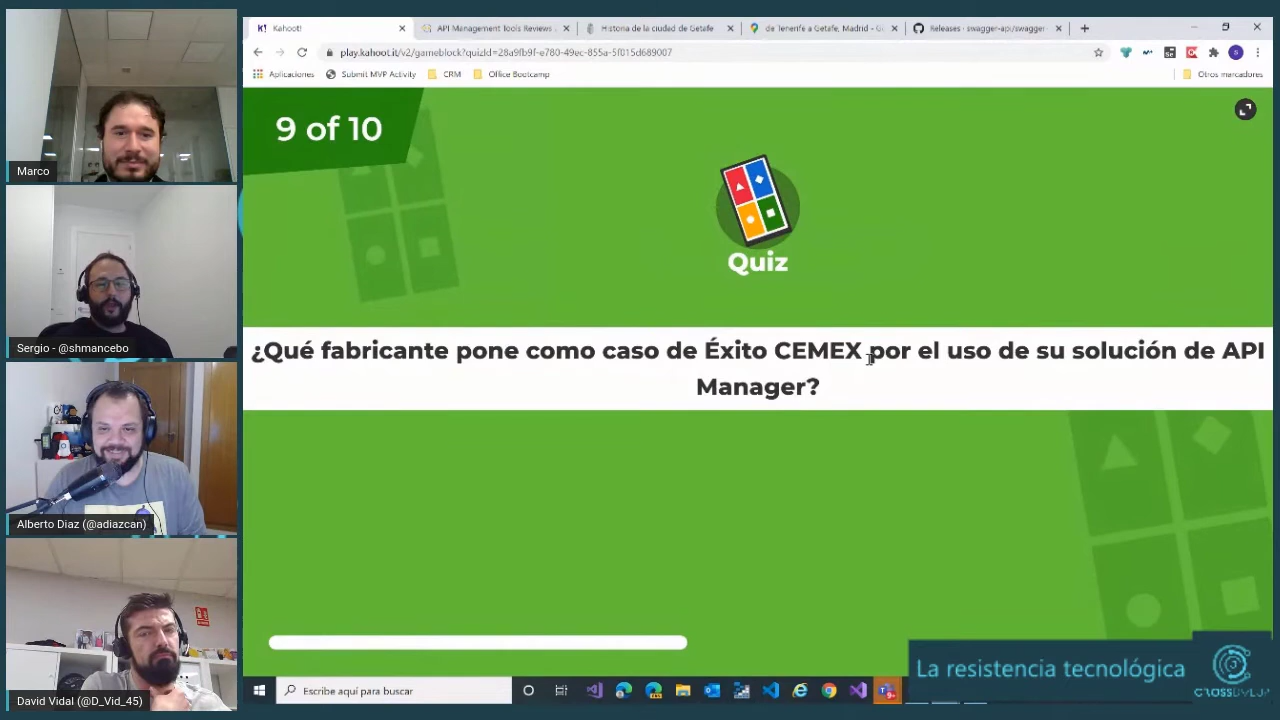 Marco
Sergio - @shmancebo
Alberto Diaz (@adiazcan)
David Vidal (@D_Vid_45)
K! Kahoot!
API Management Tools Reviews
Historia de la ciudad de Getafe
de Tenerife a Getafe, Madrid - G
Releases · swagger-api/swagger
play.kahoot.it/v2/gameblock?quizId=28a9fb9f-e780-49ec-855a-5f015d689007
Aplicaciones
Submit MVP Activity
CRM
Office Bootcamp
Otros marcadores
9 of 10
Quiz
¿Qué fabricante pone como caso de Éxito CEMEX por el uso de su solución de API
Manager?
La resistencia tecnológica
Escribe aquí para buscar